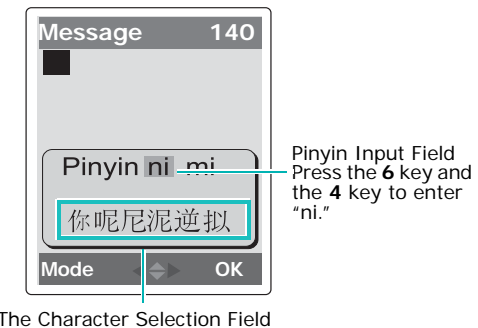 Message 140
Pinyin ni mi
你呢尼泥逆拟
Mode OK
Pinyin Input Field
Press the 6 key and
the 4 key to enter
"ni."
The Character Selection Field